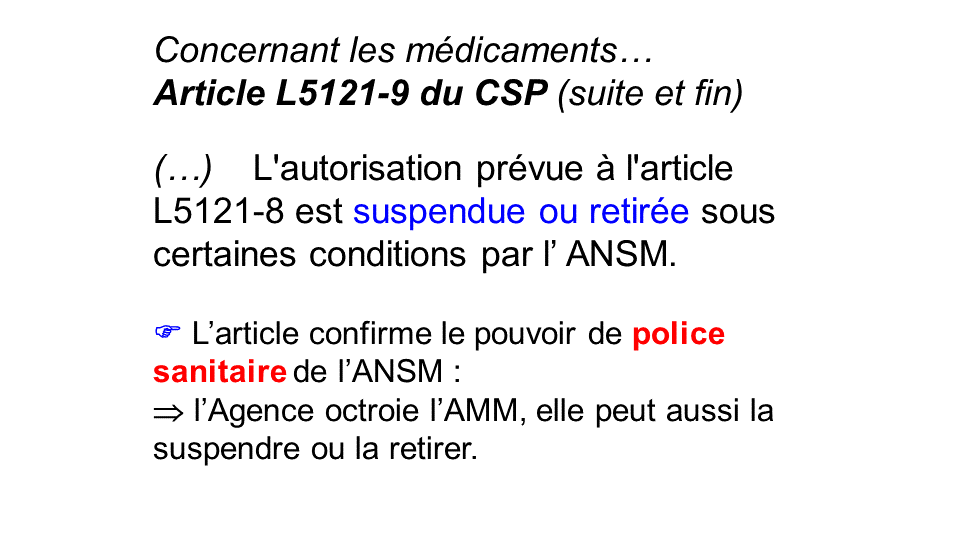 Concernant les médicaments…
Article L5121-9 du CSP (suite et fin)
(…) L'autorisation prévue à l'article
L5121-8 est suspendue ou retirée sous
certaines conditions par l’ ANSM.
☞ L’article confirme le pouvoir de police
sanitaire de l’ANSM :
⇒ l’Agence octroie l’AMM, elle peut aussi la
suspendre ou la retirer.